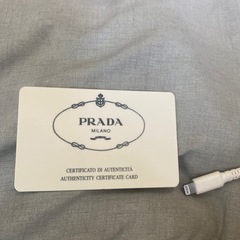 PRADA
MILANO
CERTIFICATO DI AUTENTICITÀ
AUTHENTICITY CERTIFICATE CARD